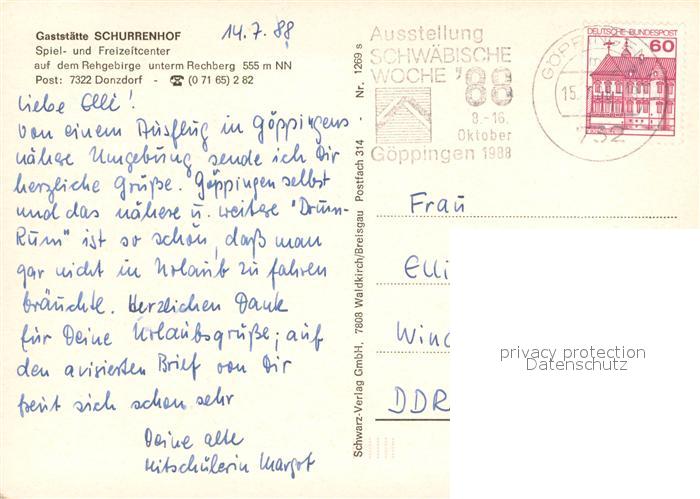 Gaststätte SCHURRENHOF
Spiel- und Freizeitcenter
auf dem Rehgebirge unterm Rechberg 555 m NN
Post: 7322 Donzdorf - ☎ (0 71 65) 2 82
14.7.88
Liebe Elli!
Von einem Ausflug in Göppingens
nähere Umgebung sende ich Dir
herzliche Grüße. Göppingen selbst
und das nähere u. weitere "Drum-
Rum" ist so schön, daß man
gar nicht in Urlaub zu fahren
bräuchte. Herzlichen Dank
für Deine Urlaubsgrüße; auf
den avisierten Brief von Dir
freut sich schon sehr
Deine alte
Mitschülerin Margot
Schwarz-Verlag GmbH, 7808 Waldkirch/Breisgau Postfach 314 - Nr. 1269 s
Ausstellung
SCHWÄBISCHE
WOCHE '88
8.-16.
Oktober
Göppingen 1988
GÖPPINGEN
15.
732
DEUTSCHE BUNDESPOST
60
Frau
Elli
DDR
privacy protection
Datenschutz